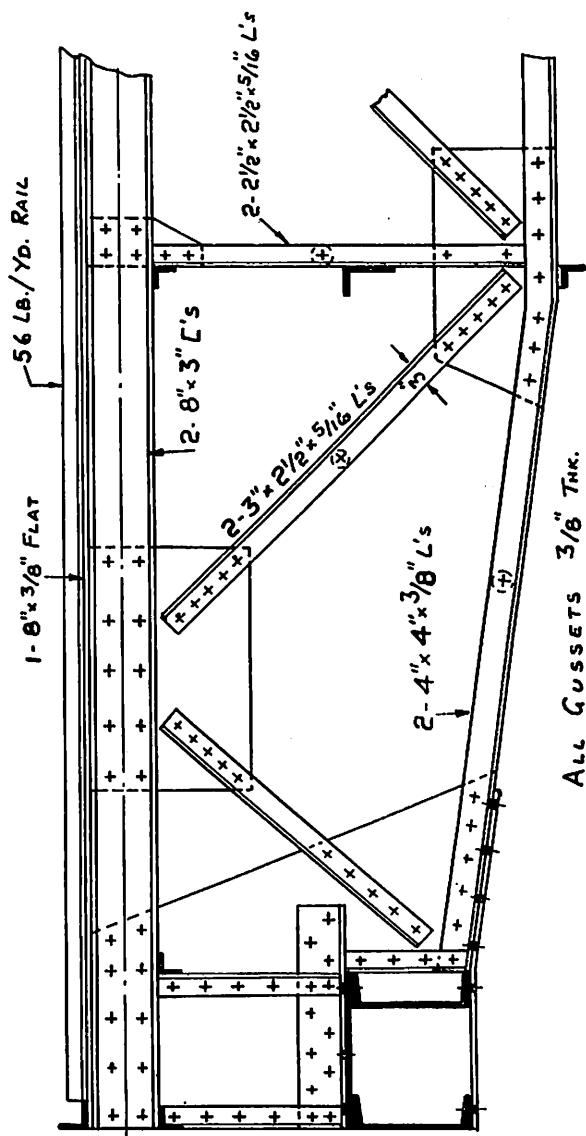 56 LB./YD. RAIL
1-8"x3/8" FLAT
2-8"x3" C's
2-2½"x2½"x5/16 L's
2-3"x2½"x5/16 L's
3"
2-4"x4"x3/8" L's
ALL GUSSETS 3/8" THK.